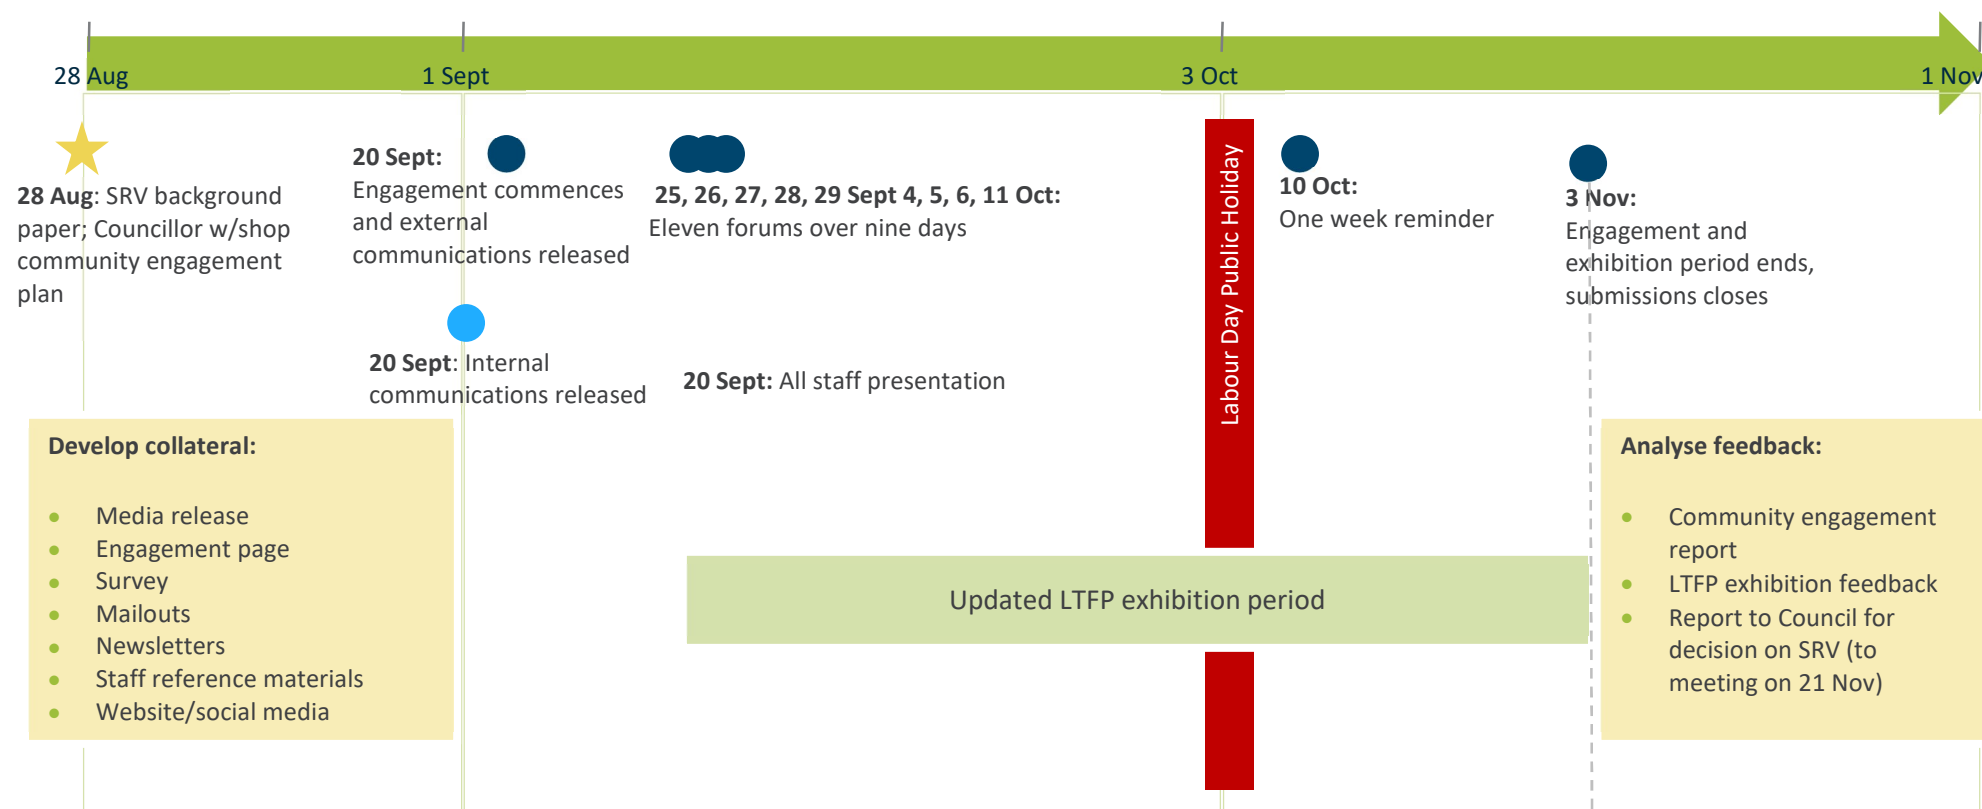 28 Aug
1 Sept
3 Oct
1 Nov
28 Aug: SRV background
paper; Councillor w/shop
community engagement
plan
20 Sept:
Engagement commences
and external
communications released
25, 26, 27, 28, 29 Sept 4, 5, 6, 11 Oct:
Eleven forums over nine days
Labour Day Public Holiday
10 Oct:
One week reminder
3 Nov:
Engagement and
exhibition period ends,
submissions closes
20 Sept: Internal
communications released
20 Sept: All staff presentation
Develop collateral:
● Media release
● Engagement page
● Survey
● Mailouts
● Newsletters
● Staff reference materials
● Website/social media
Updated LTFP exhibition period
Analyse feedback:
● Community engagement
report
● LTFP exhibition feedback
● Report to Council for
decision on SRV (to
meeting on 21 Nov)